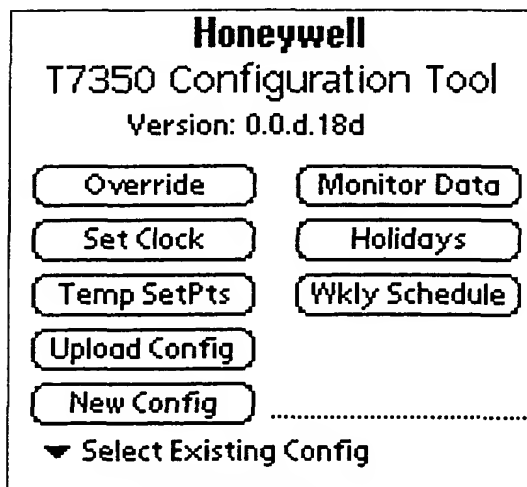 Honeywell
T7350 Configuration Tool
Version: 0.0.d.18d
Override Monitor Data
Set Clock Holidays
Temp SetPts Wkly Schedule
Upload Config
New Config
Select Existing Config